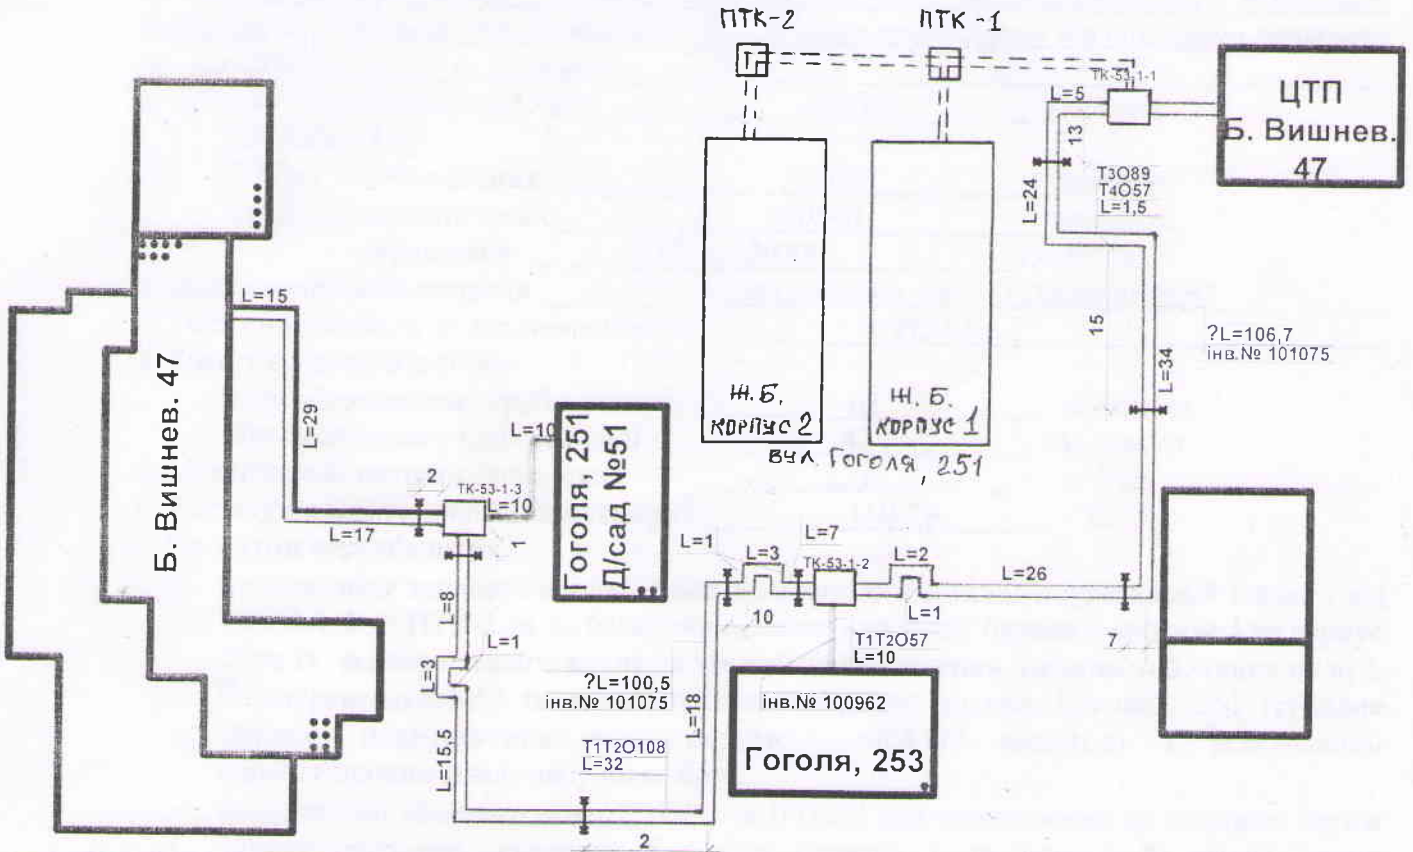 ПТК-2
ПТК-1
ТК-53-1-1
L=5
ЦТП
Б. Вишнев.
47
13
Т3О89
Т4О57
L=1,5
L=24
L=15
15
?L=106,7
інв.№ 101075
L=34
Б. Вишнев. 47
L=29
Ж.Б.
КОРПУС 2
Ж.Б.
КОРПУС 1
вул. Гоголя, 251
L=10
Гоголя, 251
Д/сад №51
2
ТК-53-1-3
L=10
L=17
1
L=1
L=3
L=7
ТК-53-1-2
L=2
L=26
L=8
10
L=1
7
L=1
Т1Т2О57
L=10
L=3
?L=100,5
інв.№ 101075
L=18
інв.№ 100962
L=15,5
Т1Т2О108
L=32
Гоголя, 253
2